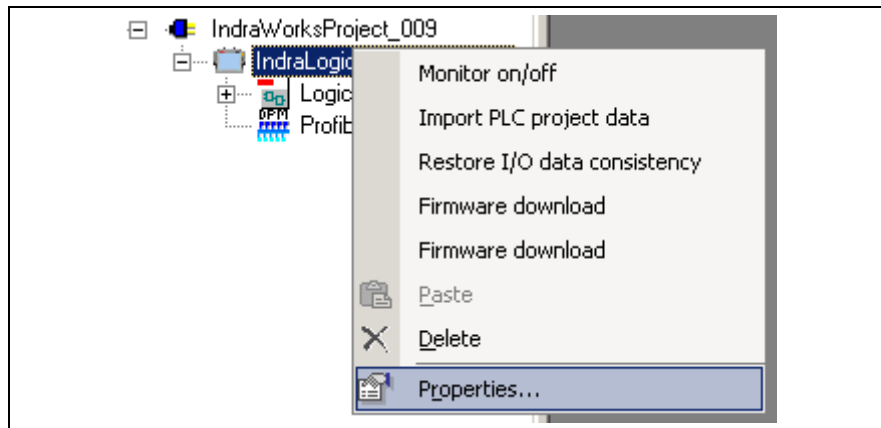 IndraWorksProject_009
IndraLogic
Logic
DPM
Profib
Monitor on/off
Import PLC project data
Restore I/O data consistency
Firmware download
Firmware download
Paste
Delete
Properties...